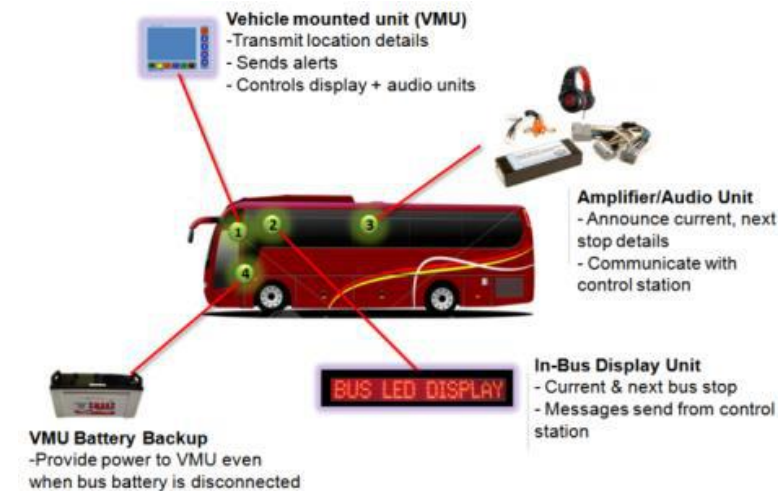 Vehicle mounted unit (VMU)
-Transmit location details
- Sends alerts
- Controls display + audio units
Amplifier/Audio Unit
- Announce current, next
stop details
- Communicate with
control station
1
2
3
4
In-Bus Display Unit
- Current & next bus stop
- Messages send from control
station
BUS LED DISPLAY
VMU Battery Backup
-Provide power to VMU even
when bus battery is disconnected